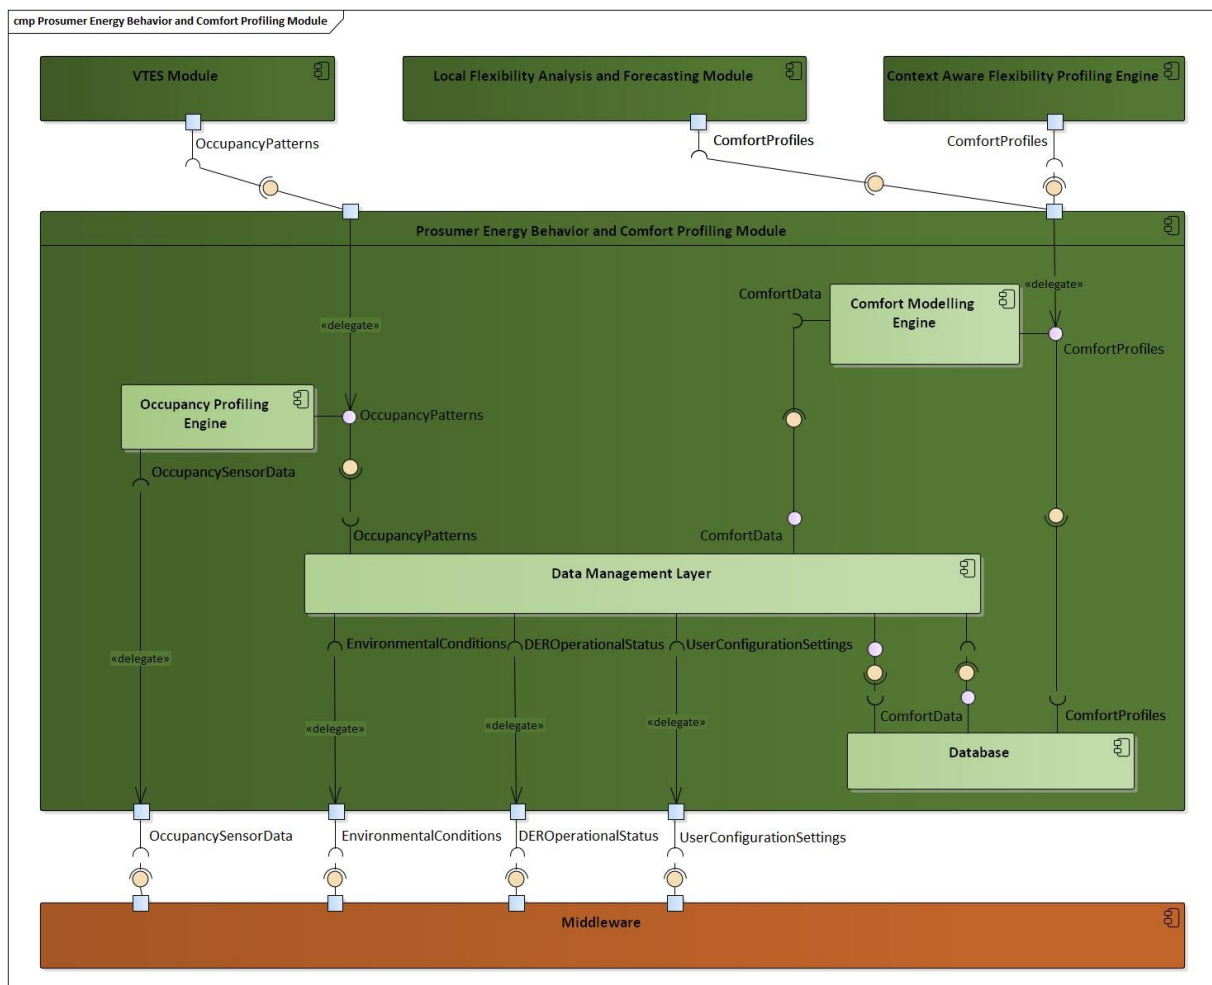 cmp Prosumer Energy Behavior and Comfort Profiling Module
VTES Module
Local Flexibility Analysis and Forecasting Module
Context Aware Flexibility Profiling Engine
OccupancyPatterns
ComfortProfiles
ComfortProfiles
Prosumer Energy Behavior and Comfort Profiling Module
«delegate»
ComfortData
Comfort Modelling
Engine
«delegate»
ComfortProfiles
Occupancy Profiling
Engine
OccupancyPatterns
OccupancySensorData
OccupancyPatterns
ComfortData
Data Management Layer
EnvironmentalConditions
DEROperationalStatus
UserConfigurationSettings
«delegate»
«delegate»
«delegate»
«delegate»
ComfortData
ComfortProfiles
Database
OccupancySensorData
EnvironmentalConditions
DEROperationalStatus
UserConfigurationSettings
Middleware